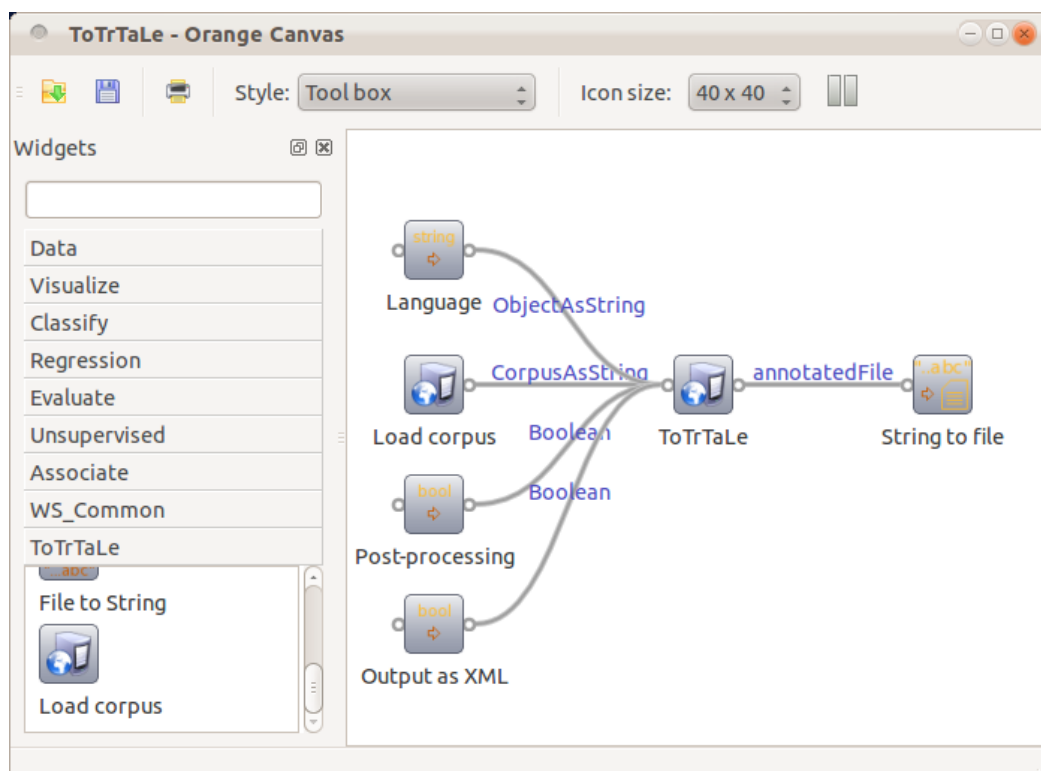 ToTrTaLe - Orange Canvas
Style: Tool box Icon size: 40 x 40
Widgets
Data
Visualize
Classify
Regression
Evaluate
Unsupervised
Associate
WS_Common
ToTrTaLe
"..abc"
File to String
Load corpus
string
Language
ObjectAsString
CorpusAsString
Load corpus
Boolean
bool
Boolean
Post-processing
bool
Output as XML
ToTrTaLe
annotatedFile
"..abc"
String to file